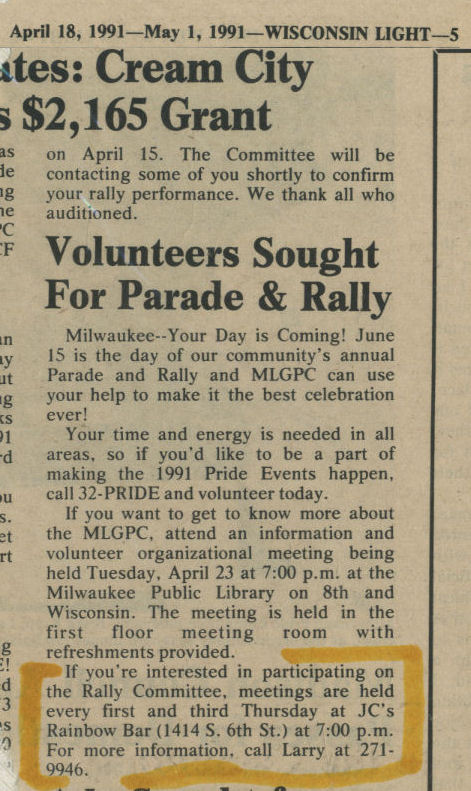 April 18, 1991—May 1, 1991—WISCONSIN LIGHT—5
ates: Cream City
s $2,165 Grant
on April 15. The Committee will be
contacting some of you shortly to confirm
your rally performance. We thank all who
auditioned.
Volunteers Sought
For Parade & Rally
Milwaukee--Your Day is Coming! June
15 is the day of our community's annual
Parade and Rally and MLGPC can use
your help to make it the best celebration
ever!
Your time and energy is needed in all
areas, so if you'd like to be a part of
making the 1991 Pride Events happen,
call 32-PRIDE and volunteer today.
If you want to get to know more about
the MLGPC, attend an information and
volunteer organizational meeting being
held Tuesday, April 23 at 7:00 p.m. at the
Milwaukee Public Library on 8th and
Wisconsin. The meeting is held in the
first floor meeting room with
refreshments provided.
If you're interested in participating on
the Rally Committee, meetings are held
every first and third Thursday at JC's
Rainbow Bar (1414 S. 6th St.) at 7:00 p.m.
For more information, call Larry at 271-
9946.